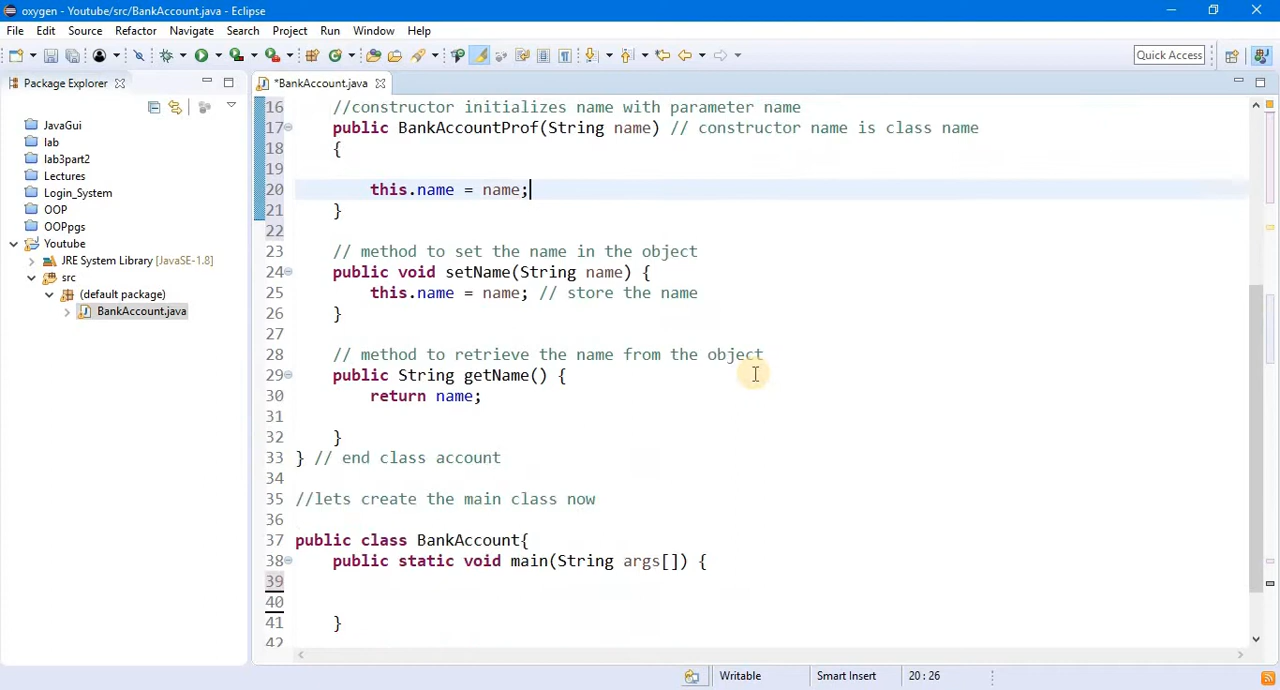 oxygen - Youtube/src/BankAccount.java - Eclipse
File Edit Source Refactor Navigate Search Project Run Window Help
Quick Access
Package Explorer
*BankAccount.java
JavaGui
lab
lab3part2
Lectures
Login_System
OOP
OOPpgs
Youtube
JRE System Library [JavaSE-1.8]
src
(default package)
BankAccount.java
16 //constructor initializes name with parameter name
17 public BankAccountProf(String name) // constructor name is class name
18 {
19
20 this.name = name;
21 }
22
23 // method to set the name in the object
24 public void setName(String name) {
25 this.name = name; // store the name
26 }
27
28 // method to retrieve the name from the object
29 public String getName() {
30 return name;
31
32 }
33 } // end class account
34
35 //lets create the main class now
36
37 public class BankAccount{
38 public static void main(String args[]) {
39
40
41 }
42
Writable Smart Insert 20 : 26